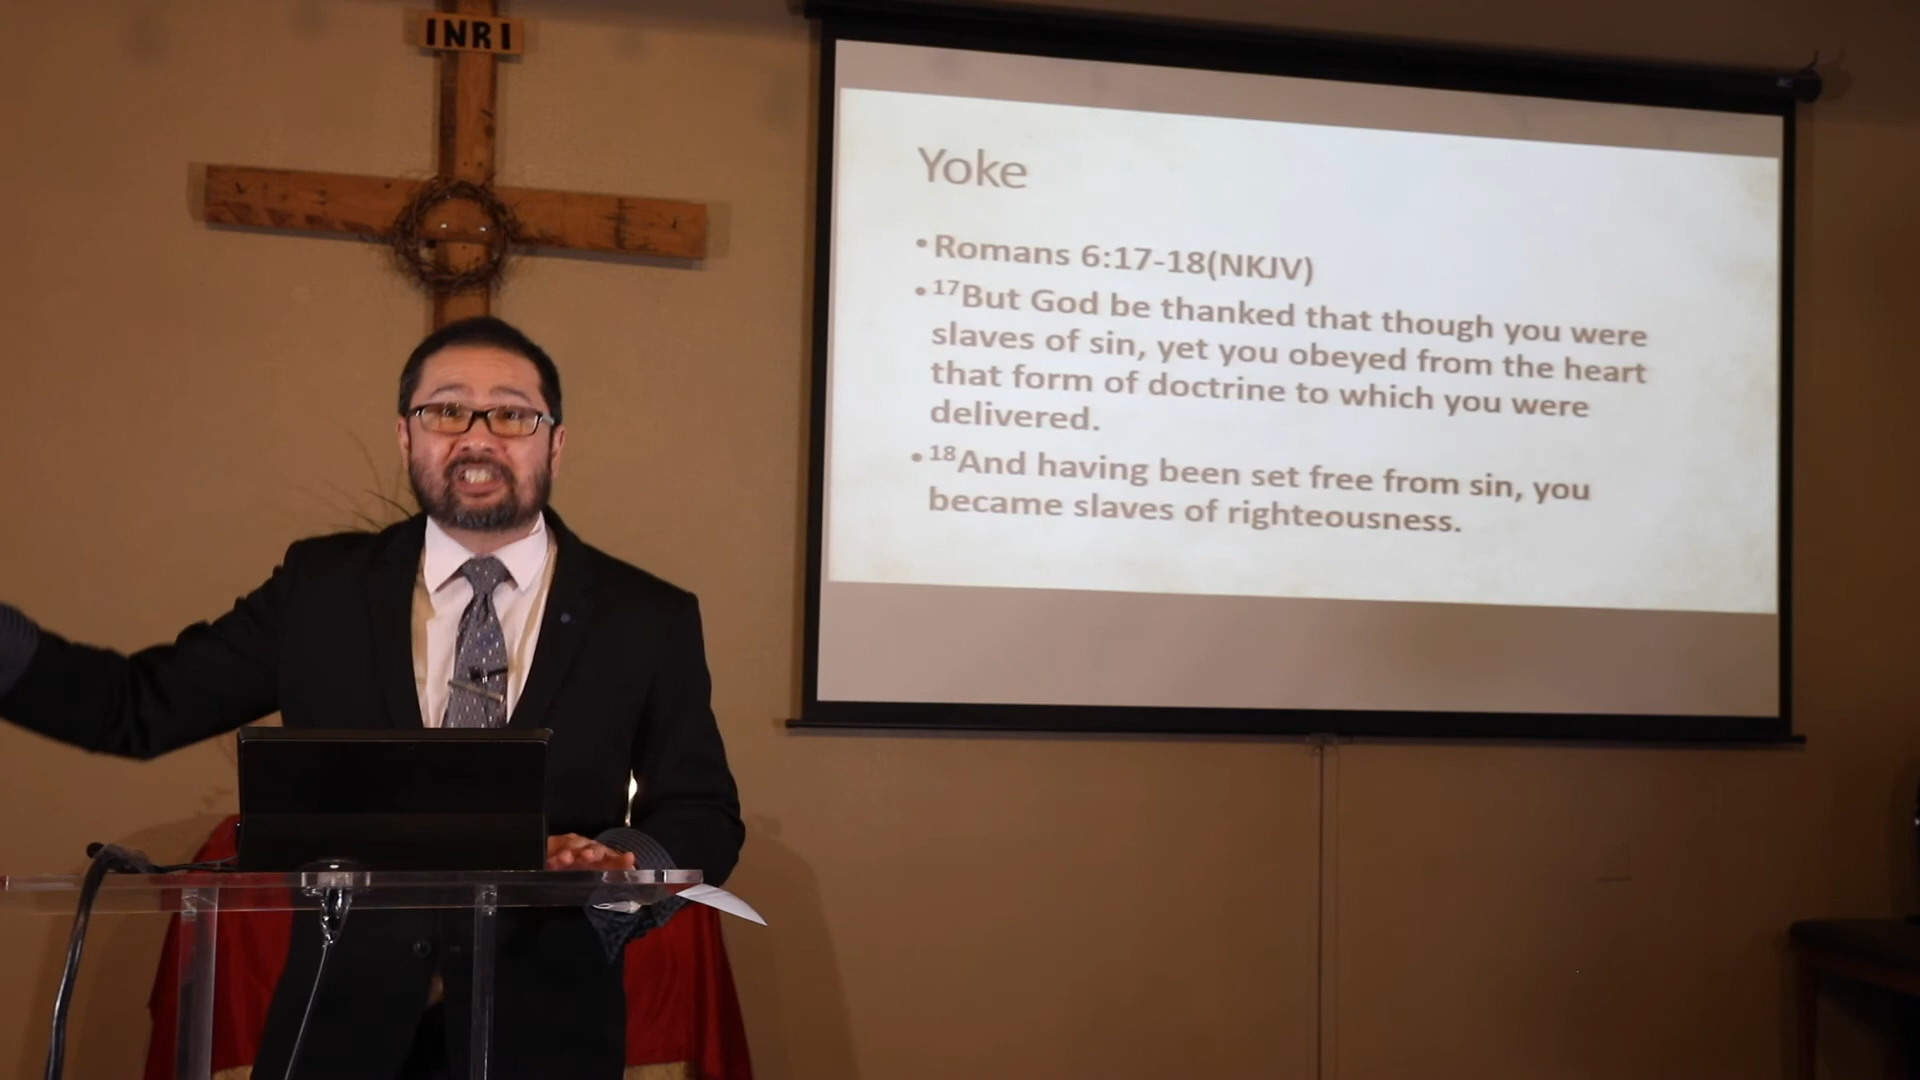 INRI
Yoke
• Romans 6:17-18(NKJV)
• 17But God be thanked that though you were
slaves of sin, yet you obeyed from the heart
that form of doctrine to which you were
delivered.
• 18And having been set free from sin, you
became slaves of righteousness.